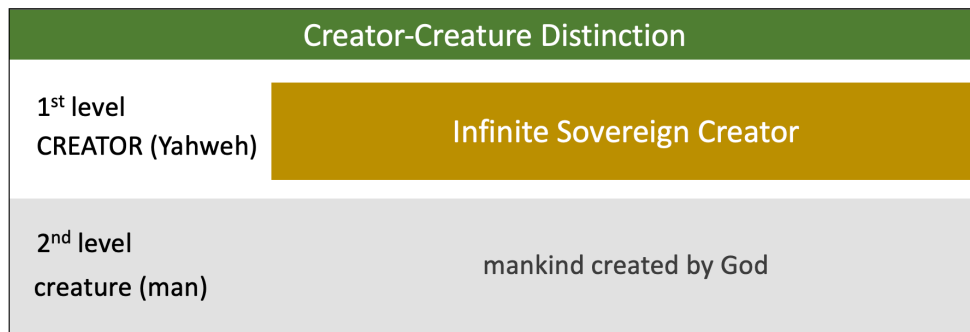 Creator-Creature Distinction
1st level
CREATOR (Yahweh)
Infinite Sovereign Creator
2nd level
creature (man)
mankind created by God